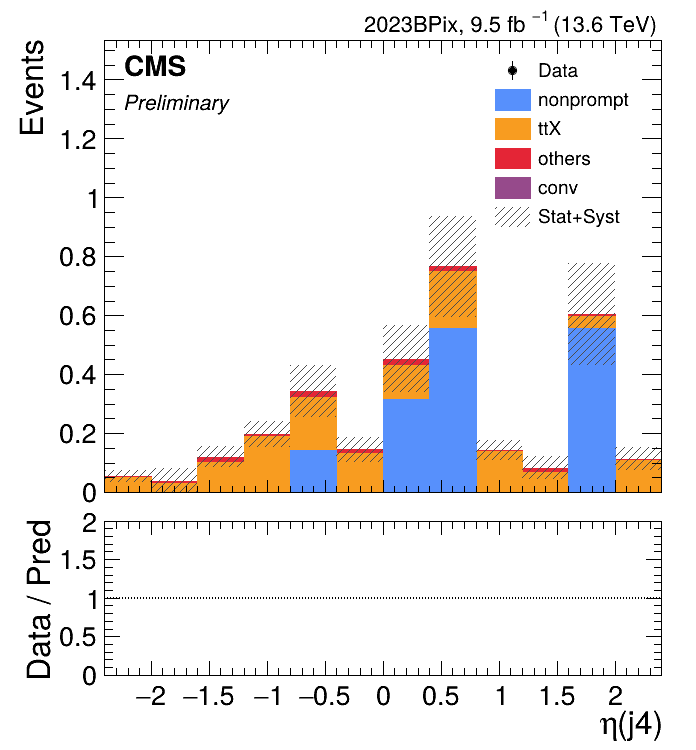 2023BPix, 9.5 fb⁻¹ (13.6 TeV)
CMS
Preliminary
Data
nonprompt
ttX
others
conv
Stat+Syst
Events
1.4
1.2
1
0.8
0.6
0.4
0.2
0
Data / Pred
2
1.5
1
0.5
0
−2 −1.5 −1 −0.5 0 0.5 1 1.5 2
η(j4)